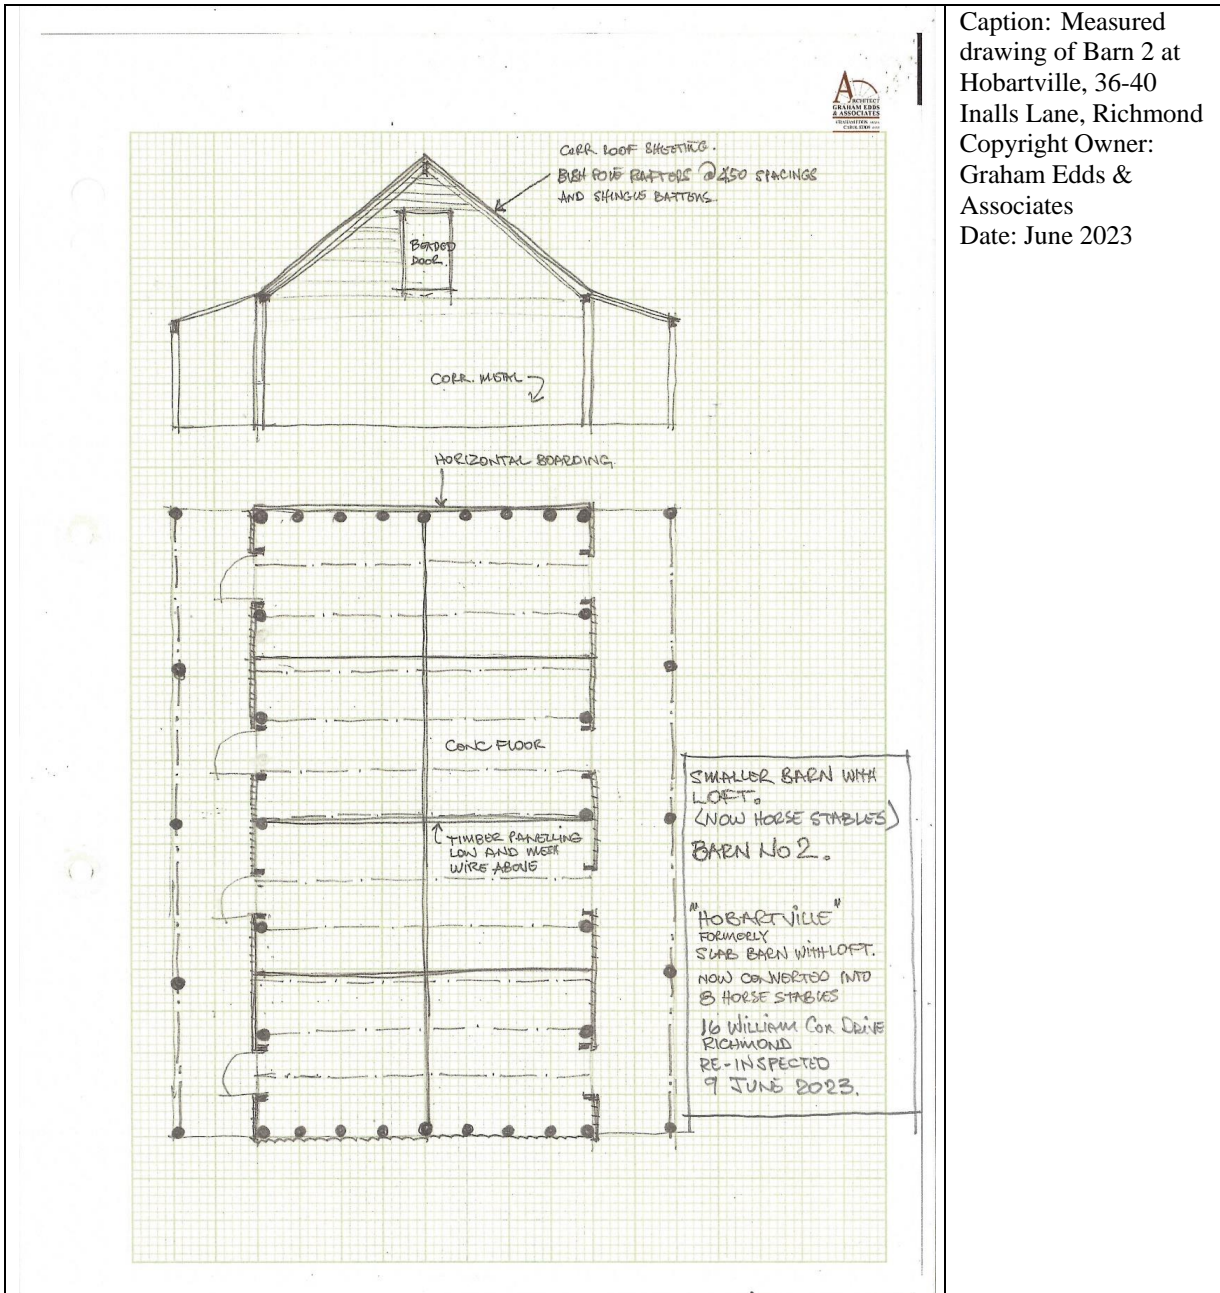 ARCHITECT
GRAHAM EDDS
& ASSOCIATES
CORR. ROOF SHEETING.
BUSH POLE RAFTERS @450 SPACINGS
AND SHINGLE BATTENS.
DOOR.
CORR. METAL
HORIZONTAL BOARDING.
CONC FLOOR
TIMBER PANELLING
LOW AND MESH
WIRE ABOVE
SMALLER BARN WITH
LOFT.
(NOW HORSE STABLES)
BARN NO 2.
"HOBARTVILLE"
FORMERLY
SLAB BARN WITH LOFT.
NOW CONVERTED INTO
8 HORSE STABLES
16 WILLIAM COX DRIVE
RICHMOND
RE-INSPECTED
9 JUNE 2023.
Caption: Measured
drawing of Barn 2 at
Hobartville, 36-40
Inalls Lane, Richmond
Copyright Owner:
Graham Edds &
Associates
Date: June 2023